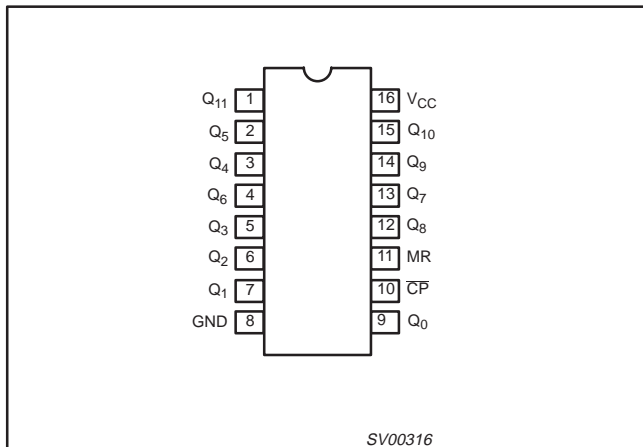 Q11 1 16 VCC
Q5 2 15 Q10
Q4 3 14 Q9
Q6 4 13 Q7
Q3 5 12 Q8
Q2 6 11 MR
Q1 7 10 C̅P̅
GND 8 9 Q0
SV00316